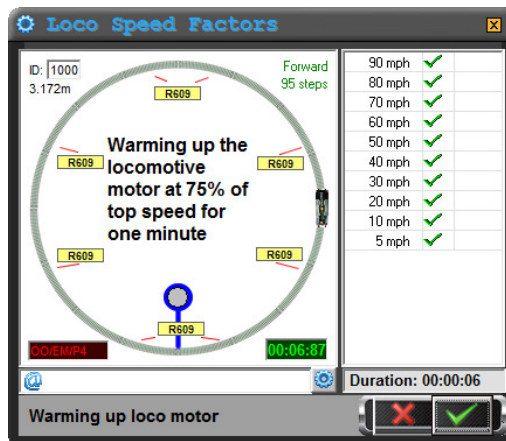 Loco Speed Factors
ID: 1000
3.172m
Forward
95 steps
R609
Warming up the
locomotive
motor at 75% of
top speed for
one minute
R609
R609
R609
R609
R609
OO/EM/P4
00:06:87
@
90 mph
80 mph
70 mph
60 mph
50 mph
40 mph
30 mph
20 mph
10 mph
5 mph
Duration: 00:00:06
Warming up loco motor